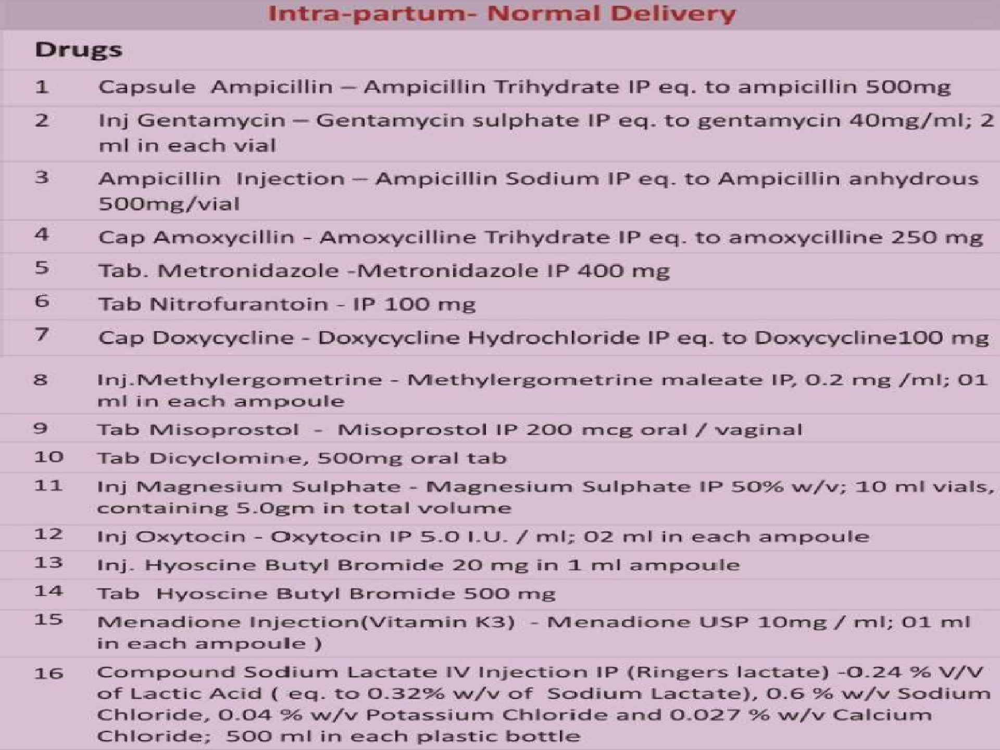 Intra-partum- Normal Delivery
Drugs
1 Capsule Ampicillin – Ampicillin Trihydrate IP eq. to ampicillin 500mg
2 Inj Gentamycin – Gentamycin sulphate IP eq. to gentamycin 40mg/ml; 2
ml in each vial
3 Ampicillin Injection – Ampicillin Sodium IP eq. to Ampicillin anhydrous
500mg/vial
4 Cap Amoxycillin - Amoxycilline Trihydrate IP eq. to amoxycilline 250 mg
5 Tab. Metronidazole -Metronidazole IP 400 mg
6 Tab Nitrofurantoin - IP 100 mg
7 Cap Doxycycline - Doxycycline Hydrochloride IP eq. to Doxycycline100 mg
8 Inj.Methylergometrine - Methylergometrine maleate IP, 0.2 mg /ml; 01
ml in each ampoule
9 Tab Misoprostol - Misoprostol IP 200 mcg oral / vaginal
10 Tab Dicyclomine, 500mg oral tab
11 Inj Magnesium Sulphate - Magnesium Sulphate IP 50% w/v; 10 ml vials,
containing 5.0gm in total volume
12 Inj Oxytocin - Oxytocin IP 5.0 I.U. / ml; 02 ml in each ampoule
13 Inj. Hyoscine Butyl Bromide 20 mg in 1 ml ampoule
14 Tab Hyoscine Butyl Bromide 500 mg
15 Menadione Injection(Vitamin K3) - Menadione USP 10mg / ml; 01 ml
in each ampoule )
16 Compound Sodium Lactate IV Injection IP (Ringers lactate) -0.24 % V/V
of Lactic Acid ( eq. to 0.32% w/v of Sodium Lactate), 0.6 % w/v Sodium
Chloride, 0.04 % w/v Potassium Chloride and 0.027 % w/v Calcium
Chloride; 500 ml in each plastic bottle